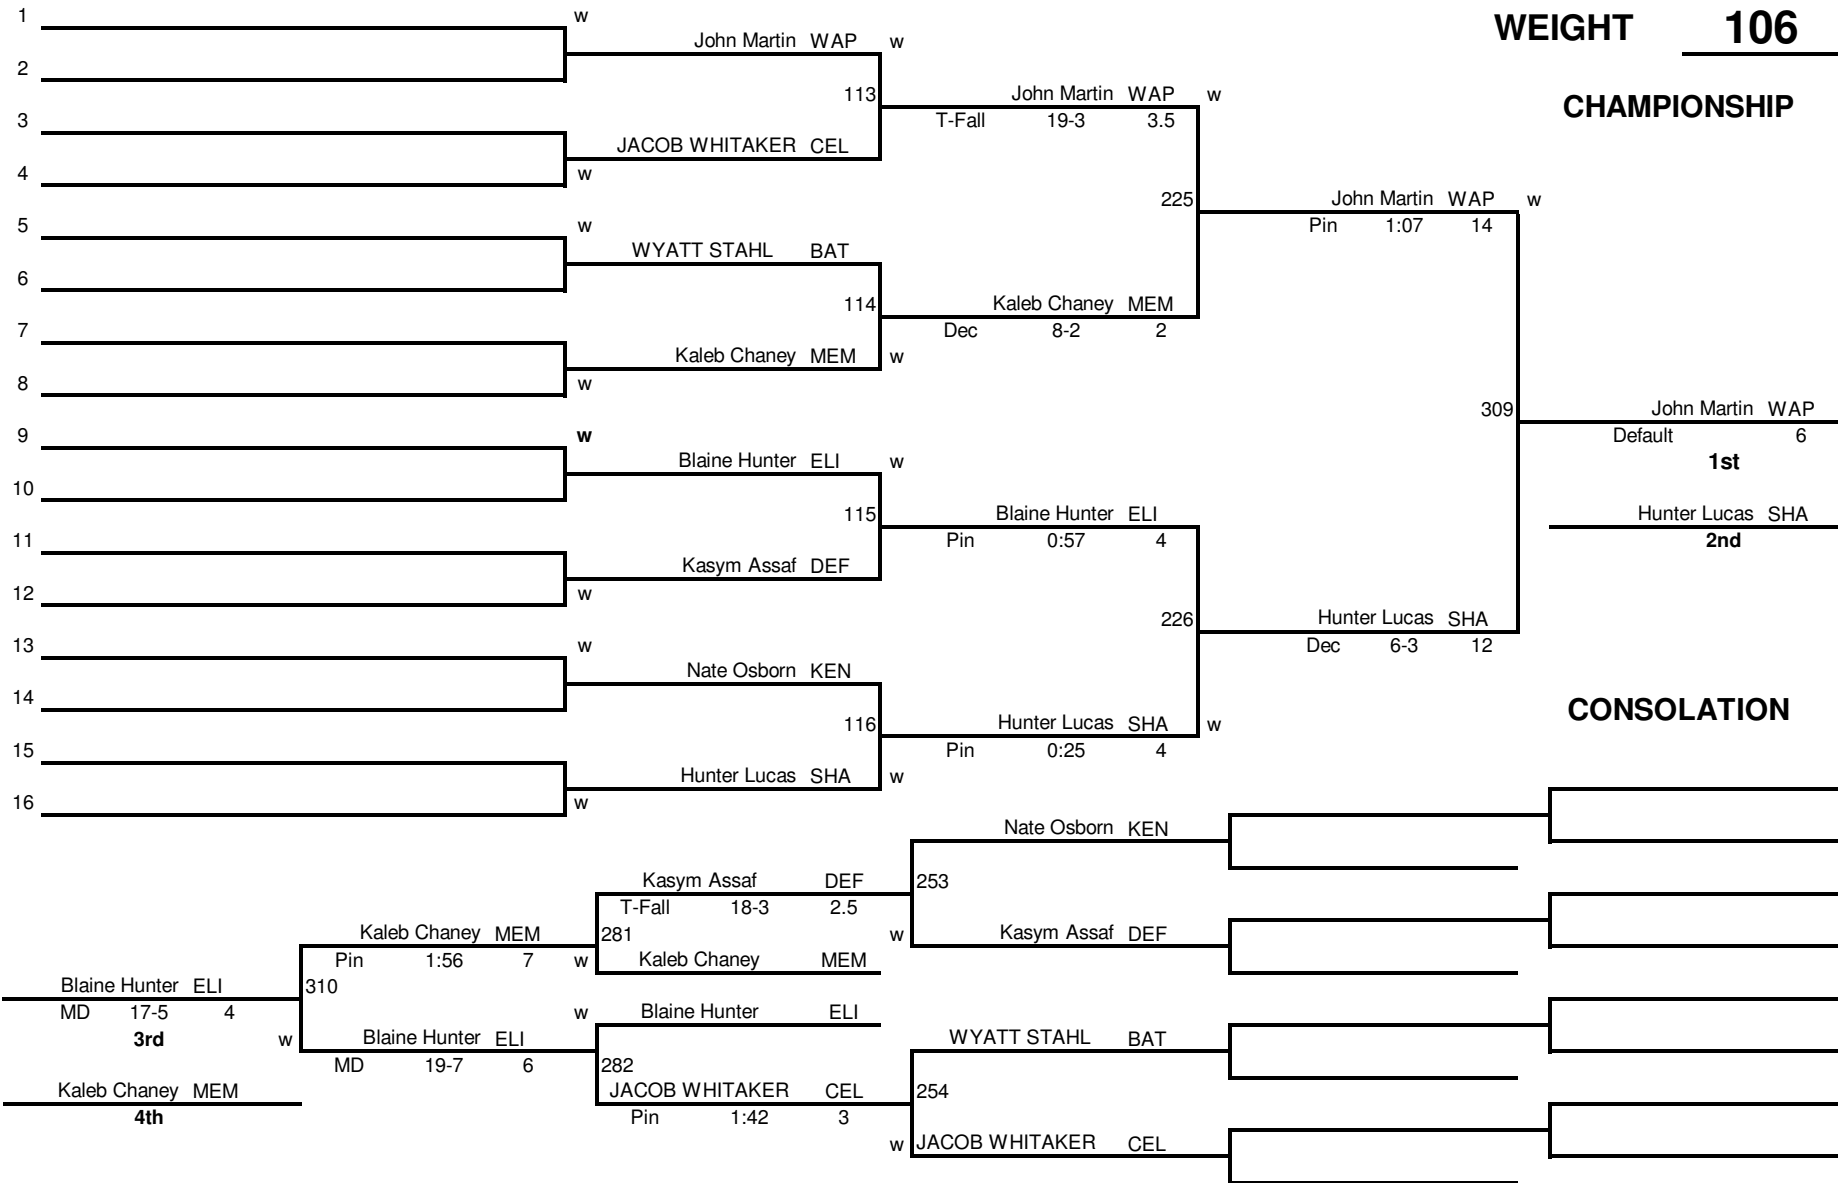 1 w WEIGHT 106
John Martin WAP w
2
113 John Martin WAP w CHAMPIONSHIP
3 T-Fall 19-3 3.5
JACOB WHITAKER CEL
4 w
225 John Martin WAP w
5 w Pin 1:07 14
WYATT STAHL BAT
6
114 Kaleb Chaney MEM
7 Dec 8-2 2
Kaleb Chaney MEM w
8 w
309 John Martin WAP
9 w Default 6
Blaine Hunter ELI w 1st
10
115 Blaine Hunter ELI Hunter Lucas SHA
11 Pin 0:57 4 2nd
Kasym Assaf DEF
12 w
226 Hunter Lucas SHA
13 w Dec 6-3 12
Nate Osborn KEN
14
CONSOLATION
116 Hunter Lucas SHA w
15 Pin 0:25 4
Hunter Lucas SHA w
16 w
Nate Osborn KEN
Kasym Assaf DEF 253
T-Fall 18-3 2.5
Kaleb Chaney MEM 281 w Kasym Assaf DEF
Pin 1:56 7 w Kaleb Chaney MEM
Blaine Hunter ELI 310
MD 17-5 4 w Blaine Hunter ELI
3rd w Blaine Hunter ELI WYATT STAHL BAT
MD 19-7 6 282
Kaleb Chaney MEM JACOB WHITAKER CEL 254
4th Pin 1:42 3
w JACOB WHITAKER CEL